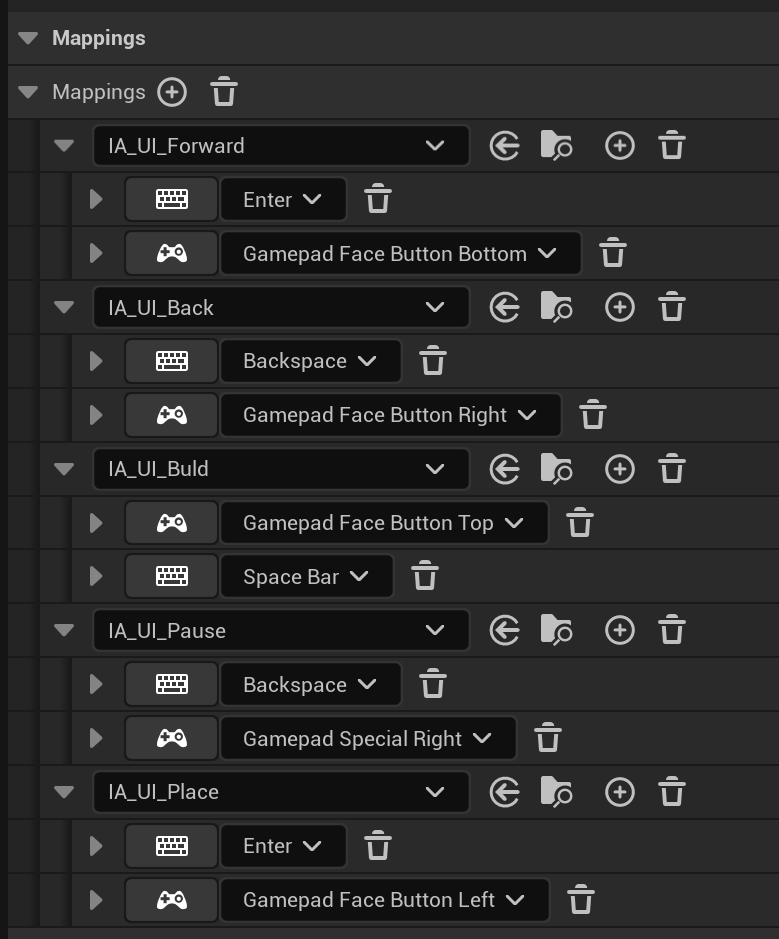 Mappings
Mappings
IA_UI_Forward
Enter
Gamepad Face Button Bottom
IA_UI_Back
Backspace
Gamepad Face Button Right
IA_UI_Buld
Gamepad Face Button Top
Space Bar
IA_UI_Pause
Backspace
Gamepad Special Right
IA_UI_Place
Enter
Gamepad Face Button Left